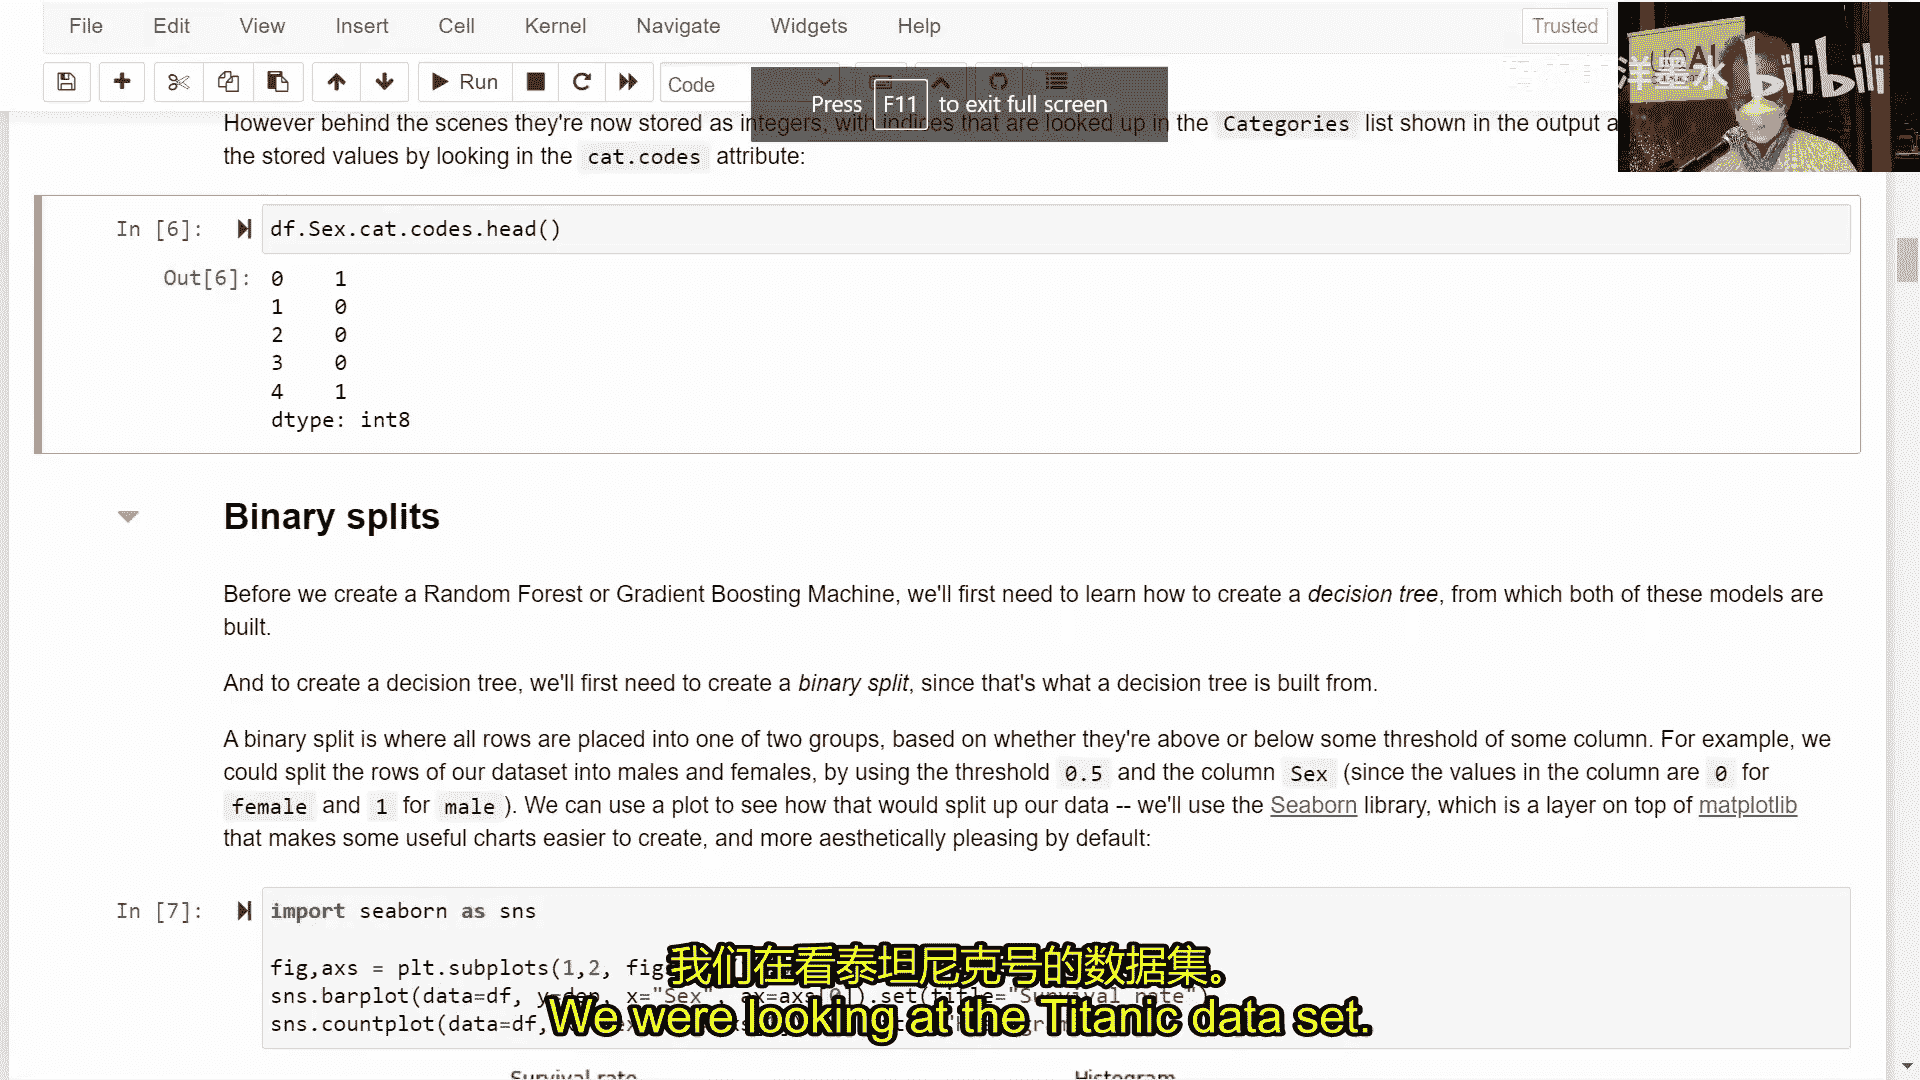 File Edit View Insert Cell Kernel Navigate Widgets Help Trusted
Run Code
Press F11 to exit full screen
bilibili
However behind the scenes they're now stored as integers, with indices that are looked up in the Categories list shown in the output a
the stored values by looking in the cat.codes attribute:
In [6]: df.Sex.cat.codes.head()
Out[6]: 0 1
1 0
2 0
3 0
4 1
dtype: int8
Binary splits
Before we create a Random Forest or Gradient Boosting Machine, we'll first need to learn how to create a decision tree, from which both of these models are
built.
And to create a decision tree, we'll first need to create a binary split, since that's what a decision tree is built from.
A binary split is where all rows are placed into one of two groups, based on whether they're above or below some threshold of some column. For example, we
could split the rows of our dataset into males and females, by using the threshold 0.5 and the column Sex (since the values in the column are 0 for
female and 1 for male ). We can use a plot to see how that would split up our data -- we'll use the Seaborn library, which is a layer on top of matplotlib
that makes some useful charts easier to create, and more aesthetically pleasing by default:
In [7]: import seaborn as sns
fig,axs = plt.subplots(1,2, fig
sns.barplot(data=df, y=dep, x="Sex", ax=axs[0]).set(title="Survival rate")
sns.countplot(data=df,
我们在看泰坦尼克号的数据集。
We were looking at the Titanic data set.
Survival rate Histogram